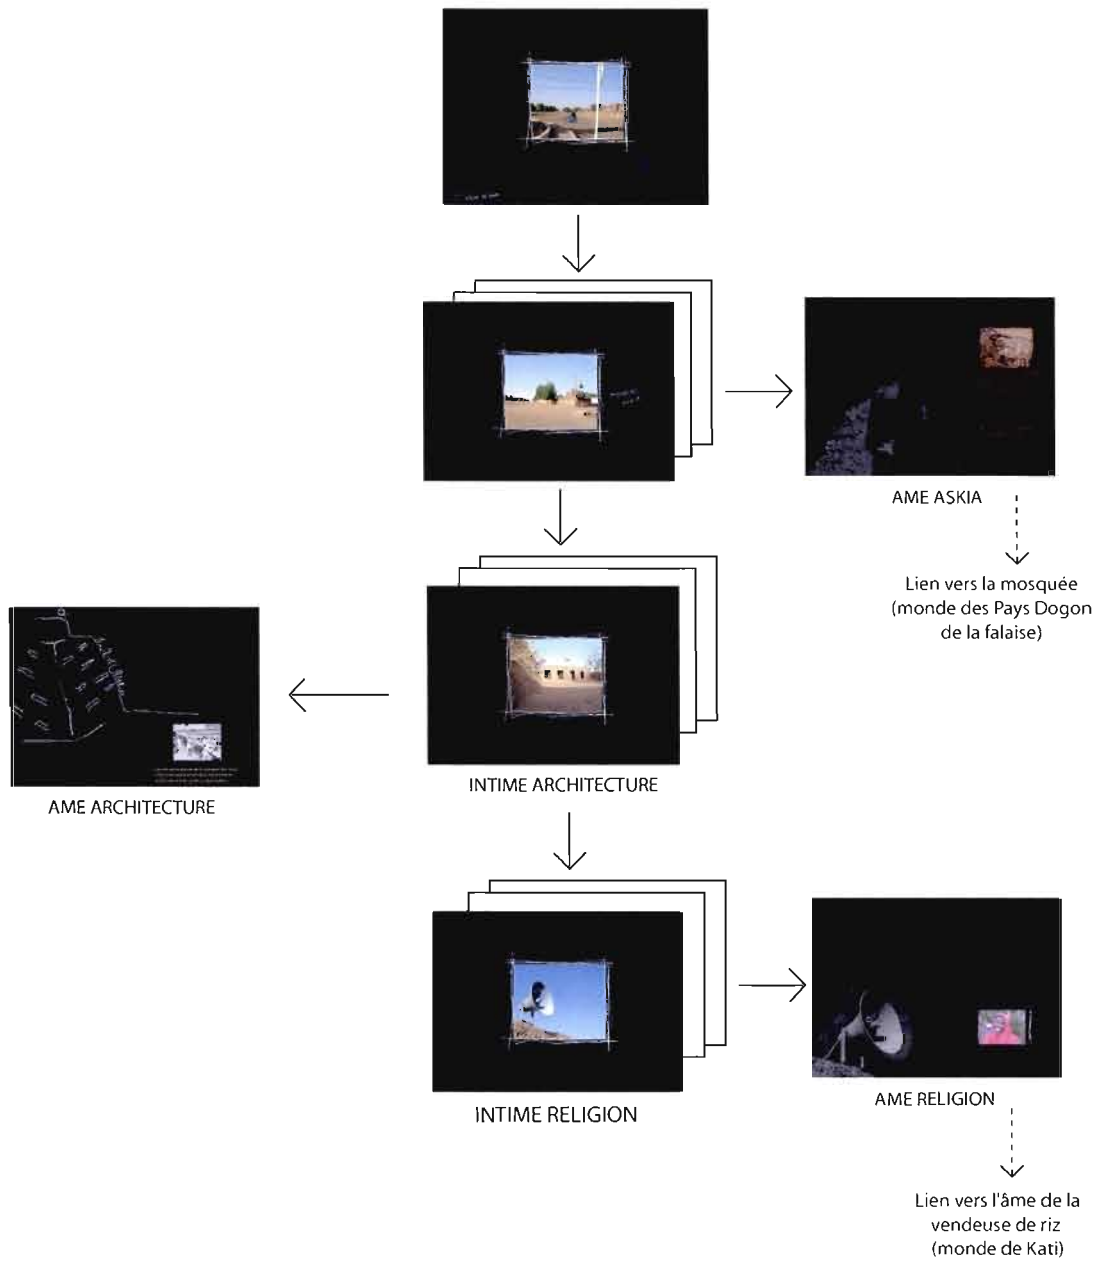 AME ASKIA
Lien vers la mosquée
(monde des Pays Dogon
de la falaise)
INTIME ARCHITECTURE
AME ARCHITECTURE
INTIME RELIGION
AME RELIGION
Lien vers l'âme de la
vendeuse de riz
(monde de Kati)